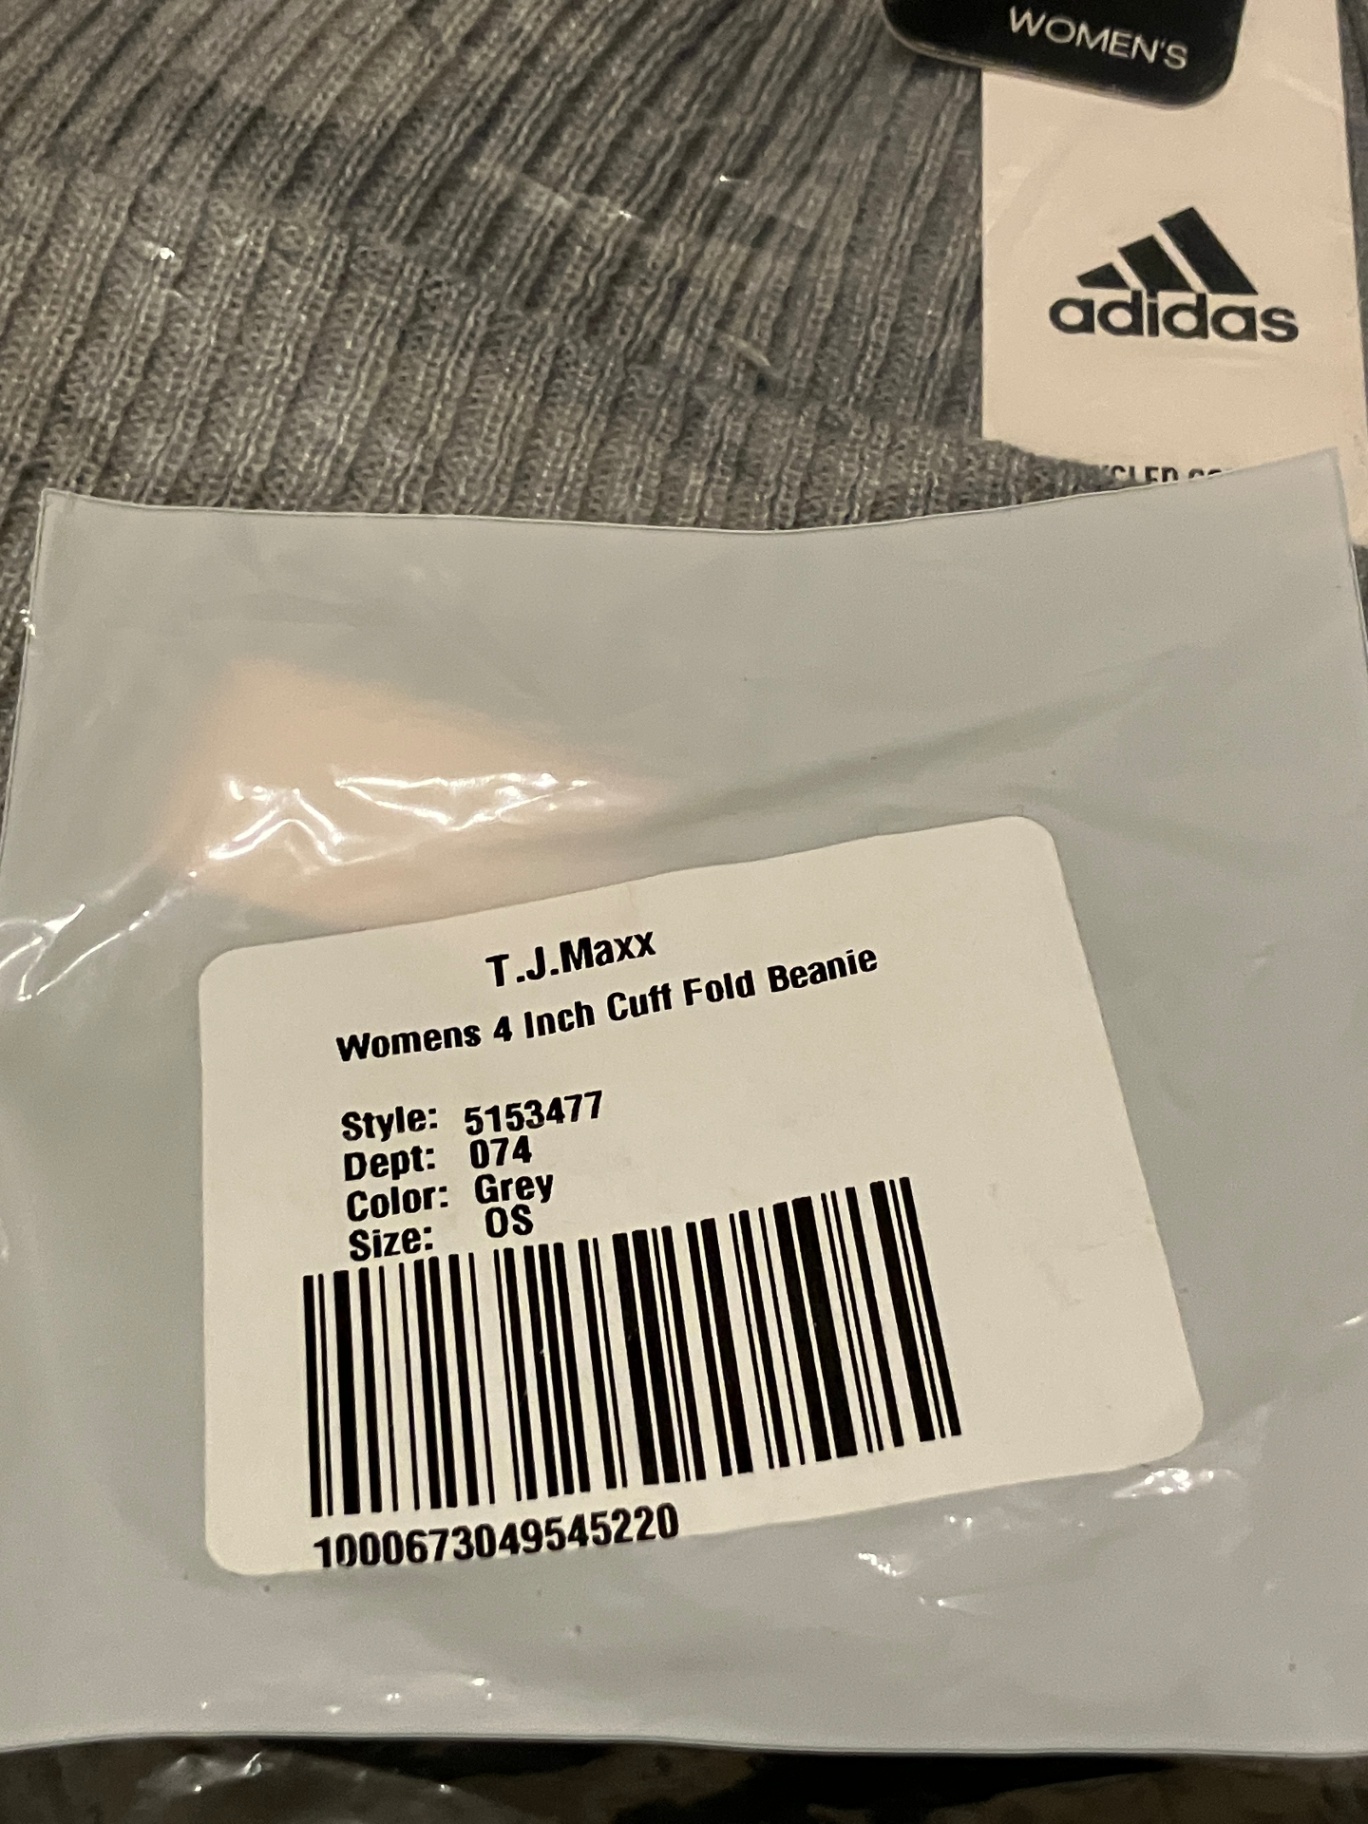 WOMEN'S
adidas
T.J.Maxx
Womens 4 Inch Cuff Fold Beanie
Style: 5153477
Dept: 074
Color: Grey
Size: OS
1000673049545220